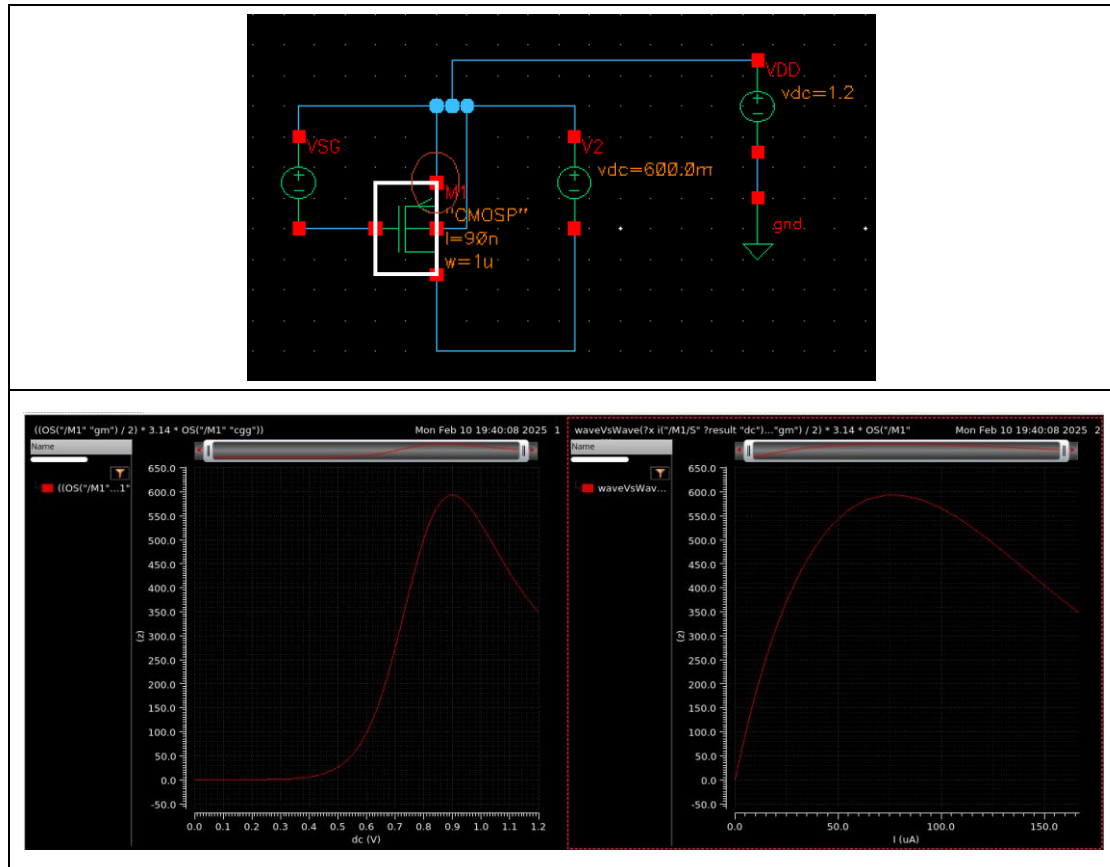 VDD
vdc=1.2
VSG
V2
vdc=600.0m
M1
"CMOSP"
l=90n
w=1u
gnd
((OS("/M1" "gm") / 2) * 3.14 * OS("/M1" "cgg"))
Mon Feb 10 19:40:08 2025 1
Name
((OS("/M1"...1"
650.0
600.0
550.0
500.0
450.0
400.0
350.0
300.0
250.0
200.0
150.0
100.0
50.0
0.0
-50.0
(z)
0.0 0.1 0.2 0.3 0.4 0.5 0.6 0.7 0.8 0.9 1.0 1.1 1.2
dc (V)
waveVsWave(?x i("/M1/S" ?result "dc")..."gm") / 2) * 3.14 * OS("/M1"
Mon Feb 10 19:40:08 2025 2
Name
waveVsWav...
650.0
600.0
550.0
500.0
450.0
400.0
350.0
300.0
250.0
200.0
150.0
100.0
50.0
0.0
-50.0
(z)
0.0 50.0 100.0 150.0
I (uA)